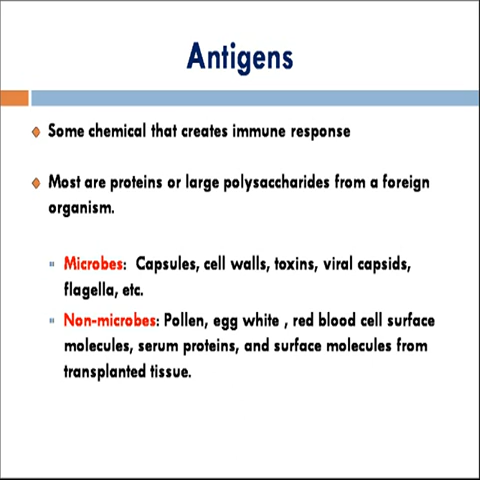 Antigens
Some chemical that creates immune response
Most are proteins or large polysaccharides from a foreign
organism.
Microbes: Capsules, cell walls, toxins, viral capsids,
flagella, etc.
Non-microbes: Pollen, egg white , red blood cell surface
molecules, serum proteins, and surface molecules from
transplanted tissue.